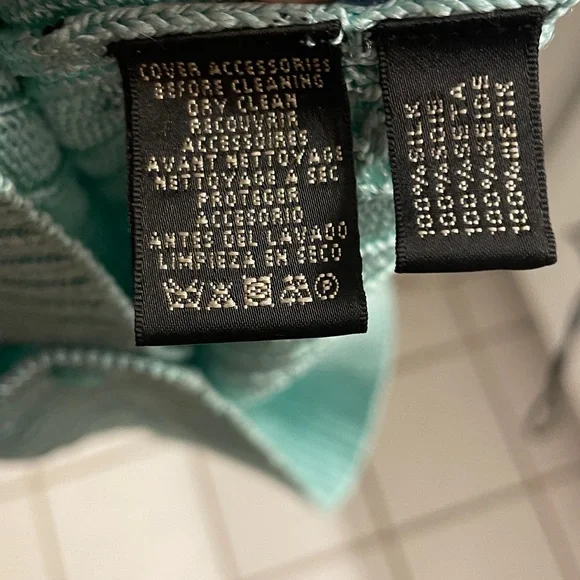 COVER ACCESSORIES
BEFORE CLEANING
DRY CLEAN
RECOUVRIR
ACCESSOIRES
AVANT NETTOYAGE
NETTOYAGE A SEC
PROTEGER
ACCESORIO
ANTES DEL LAVADO
LIMPIEZA EN SECO
P
100%SILK
100%SOIE
100%SETA
100%SEIDE